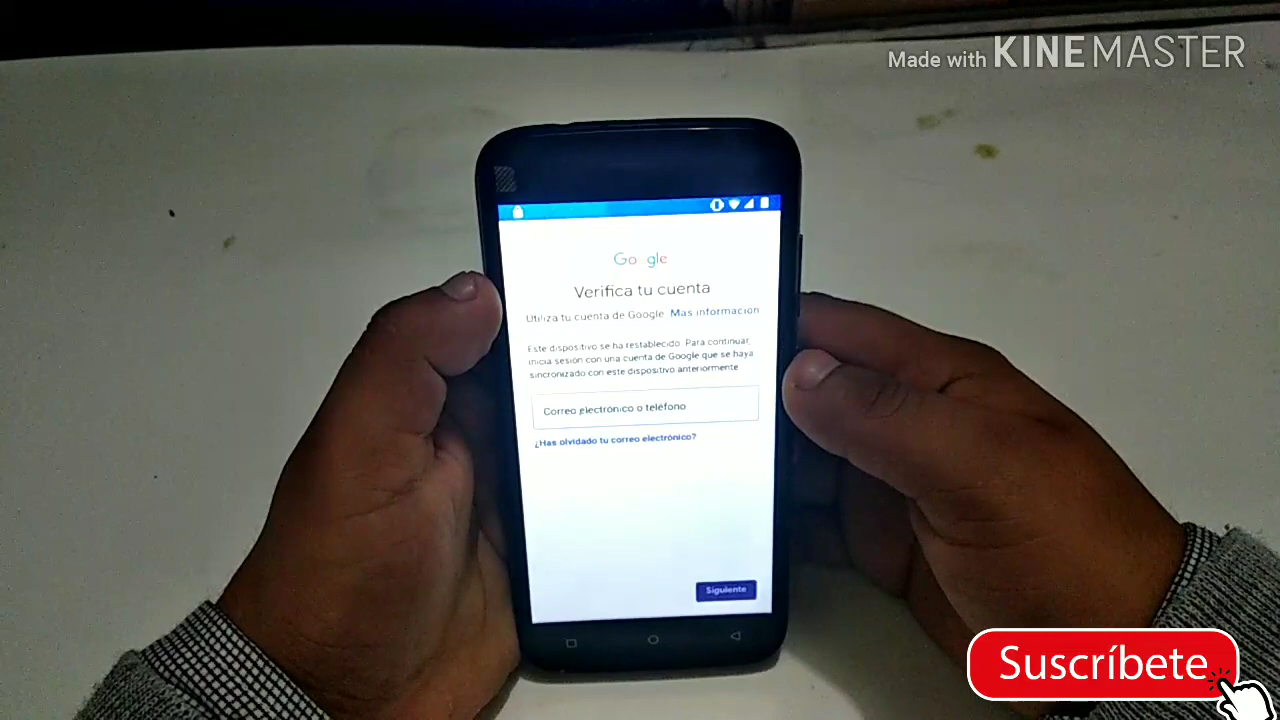 Made with KINEMASTER
Google
Verifica tu cuenta
Utiliza tu cuenta de Google. Mas informacion
Este dispositivo se ha restablecido. Para continuar,
inicia sesión con una cuenta de Google que se haya
sincronizado con este dispositivo anteriormente.
Correo electrónico o teléfono
¿Has olvidado tu correo electrónico?
Siguiente
Suscríbete